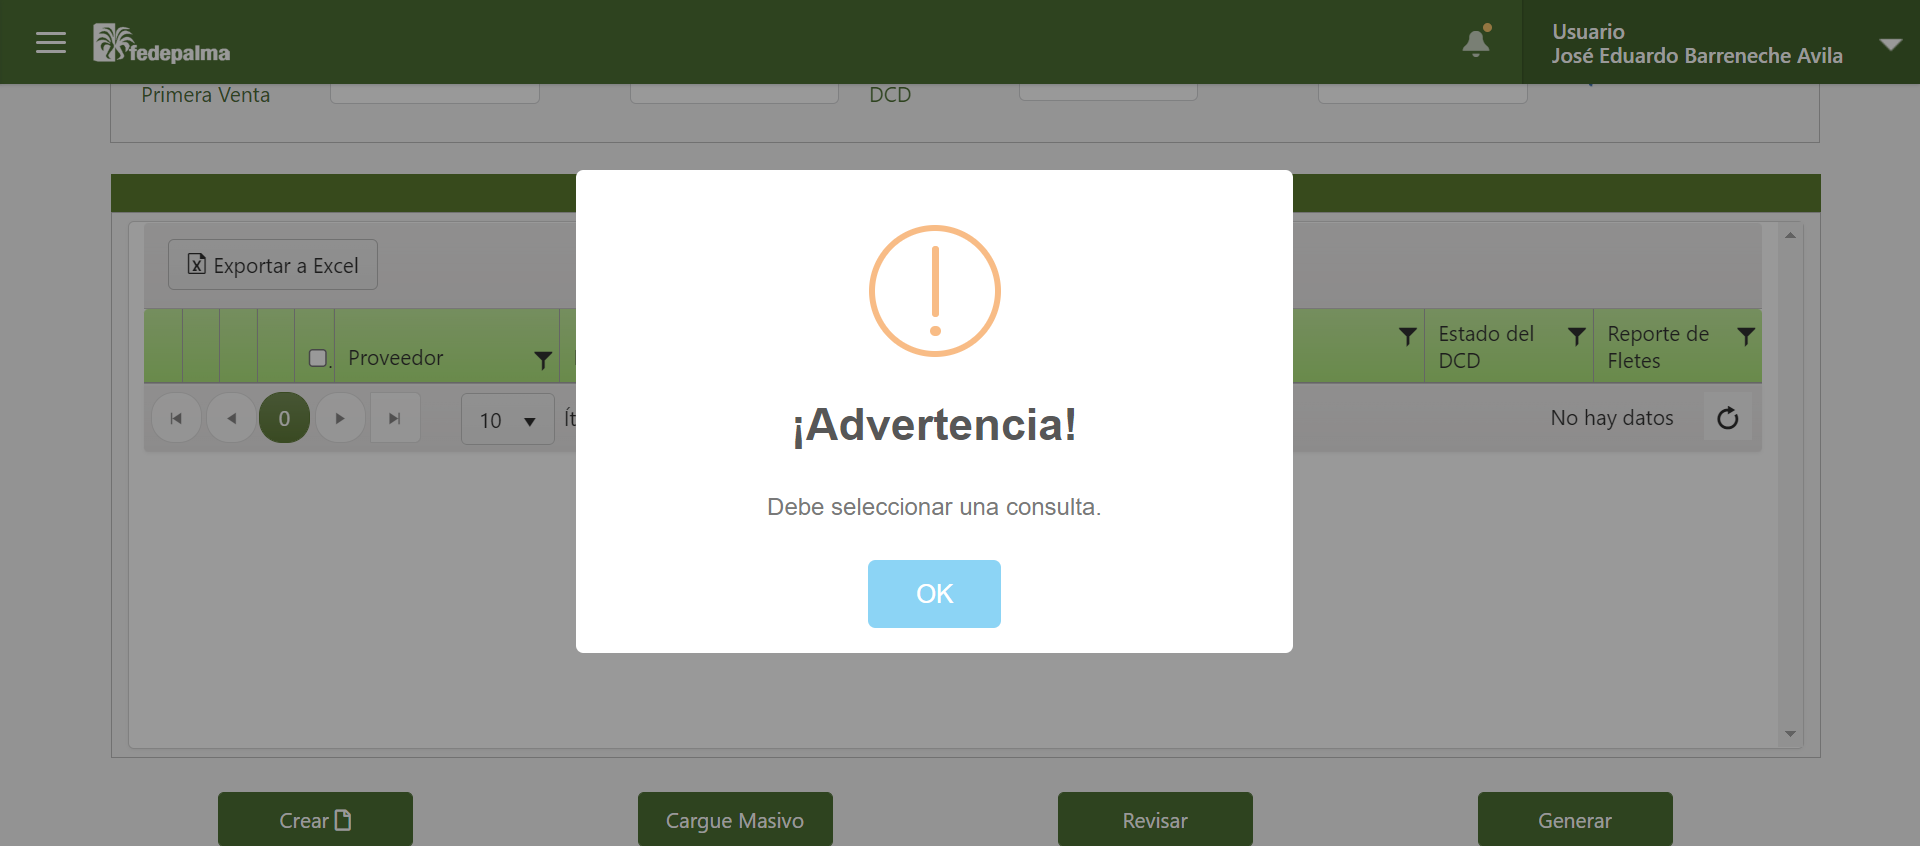 fedepalma
Usuario
José Eduardo Barreneche Avila
Primera Venta
DCD
Exportar a Excel
Proveedor
Estado del
DCD
Reporte de
Fletes
0
10
Ít
No hay datos
¡Advertencia!
Debe seleccionar una consulta.
OK
Crear
Cargue Masivo
Revisar
Generar